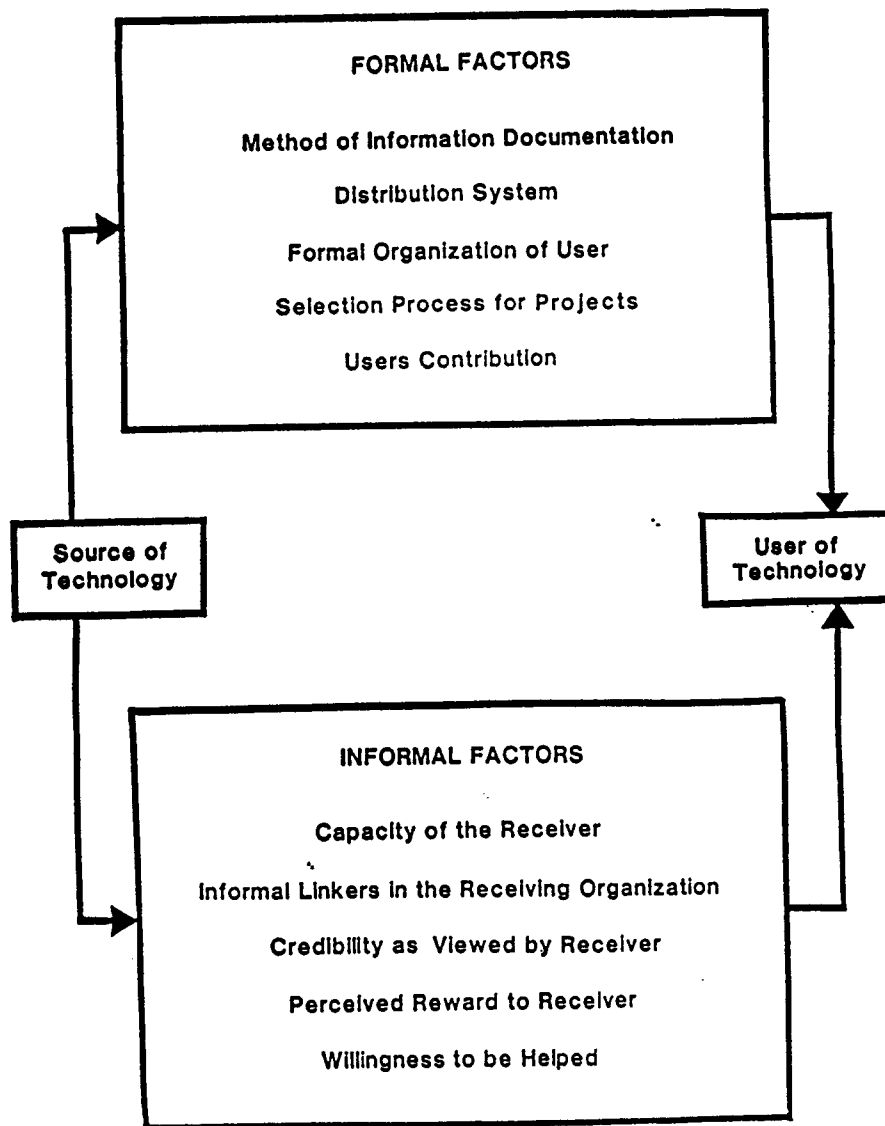 FORMAL FACTORS
Method of Information Documentation
Distribution System
Formal Organization of User
Selection Process for Projects
Users Contribution
Source of
Technology
User of
Technology
INFORMAL FACTORS
Capacity of the Receiver
Informal Linkers in the Receiving Organization
Credibility as Viewed by Receiver
Perceived Reward to Receiver
Willingness to be Helped